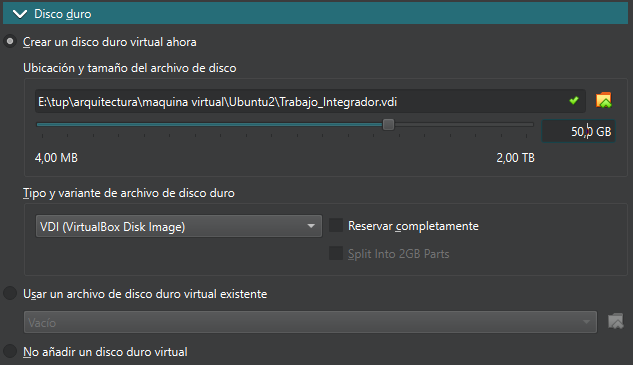 Disco duro
Crear un disco duro virtual ahora
Ubicación y tamaño del archivo de disco
E:\tup\arquitectura\maquina virtual\Ubuntu2\Trabajo_Integrador.vdi
50,0 GB
4,00 MB 2,00 TB
Tipo y variante de archivo de disco duro
VDI (VirtualBox Disk Image) Reservar completamente
Split Into 2GB Parts
Usar un archivo de disco duro virtual existente
Vacío
No añadir un disco duro virtual